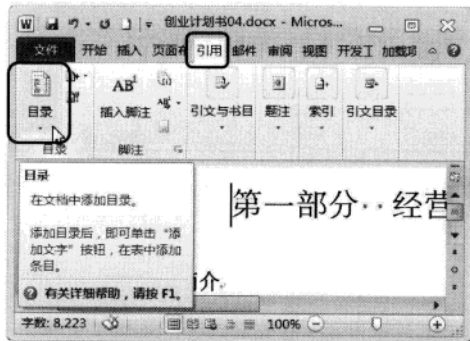 创业计划书04.docx - Micros...
文件 开始 插入 页面布 引用 邮件 审阅 视图 开发工 加载项
目录 AB¹ 插入脚注 引文与书目 题注 索引 引文目录
目录 脚注
目录
在文档中添加目录。
添加目录后，即可单击“添
加文字”按钮，在表中添加
条目。
有关详细帮助，请按 F1。
第一部分··经营
介
字数: 8,223 100%